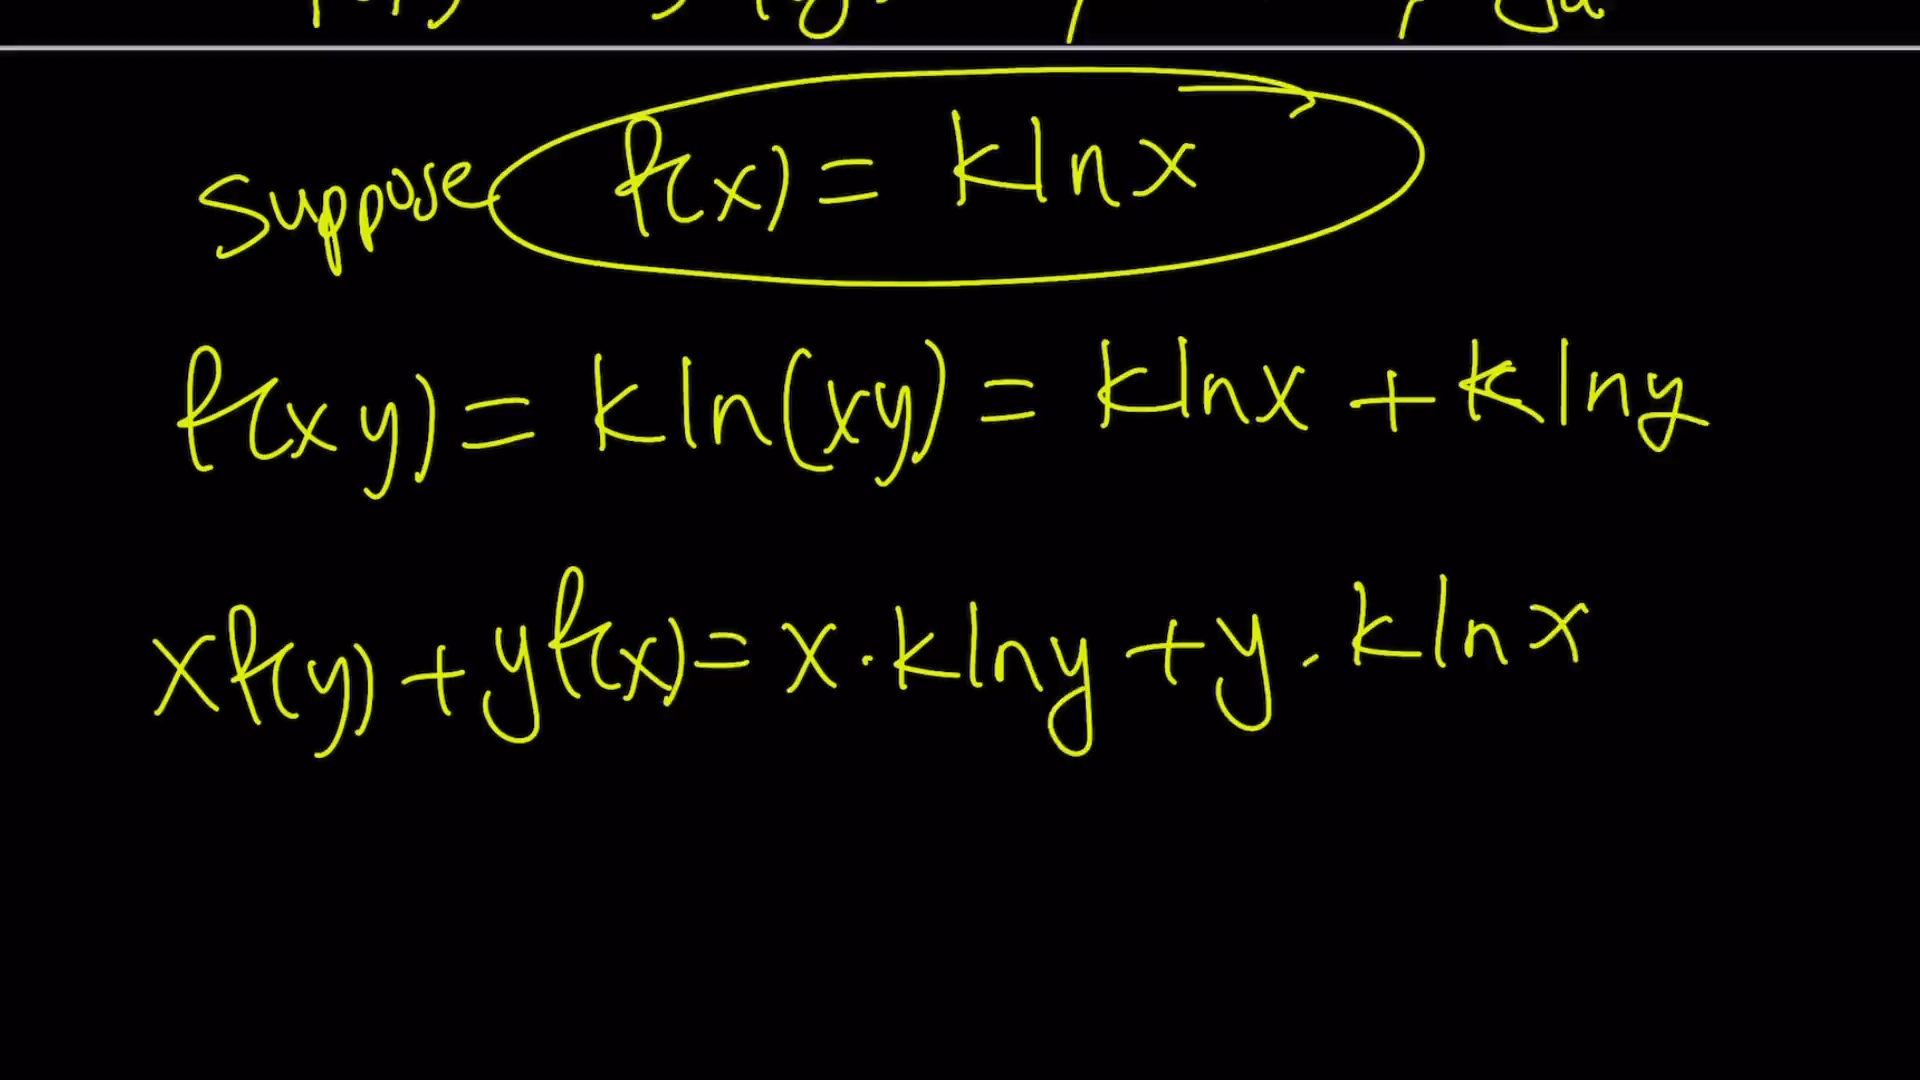 Suppose f(x) = k ln x
f(xy) = k ln(xy) = k ln x + k ln y
x f(y) + y f(x) = x · k ln y + y · k ln x